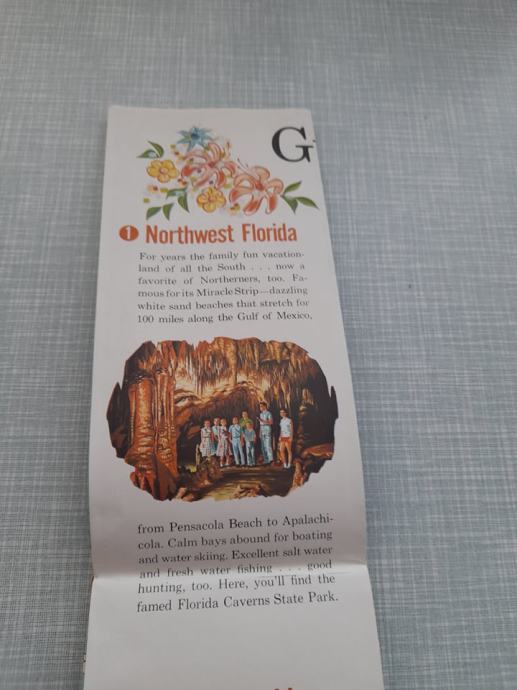 G
1 Northwest Florida
For years the family fun vacation-
land of all the South . . . now a
favorite of Northerners, too. Fa-
mous for its Miracle Strip—dazzling
white sand beaches that stretch for
100 miles along the Gulf of Mexico,
from Pensacola Beach to Apalachi-
cola. Calm bays abound for boating
and water skiing. Excellent salt water
and fresh water fishing . . . good
hunting, too. Here, you'll find the
famed Florida Caverns State Park.